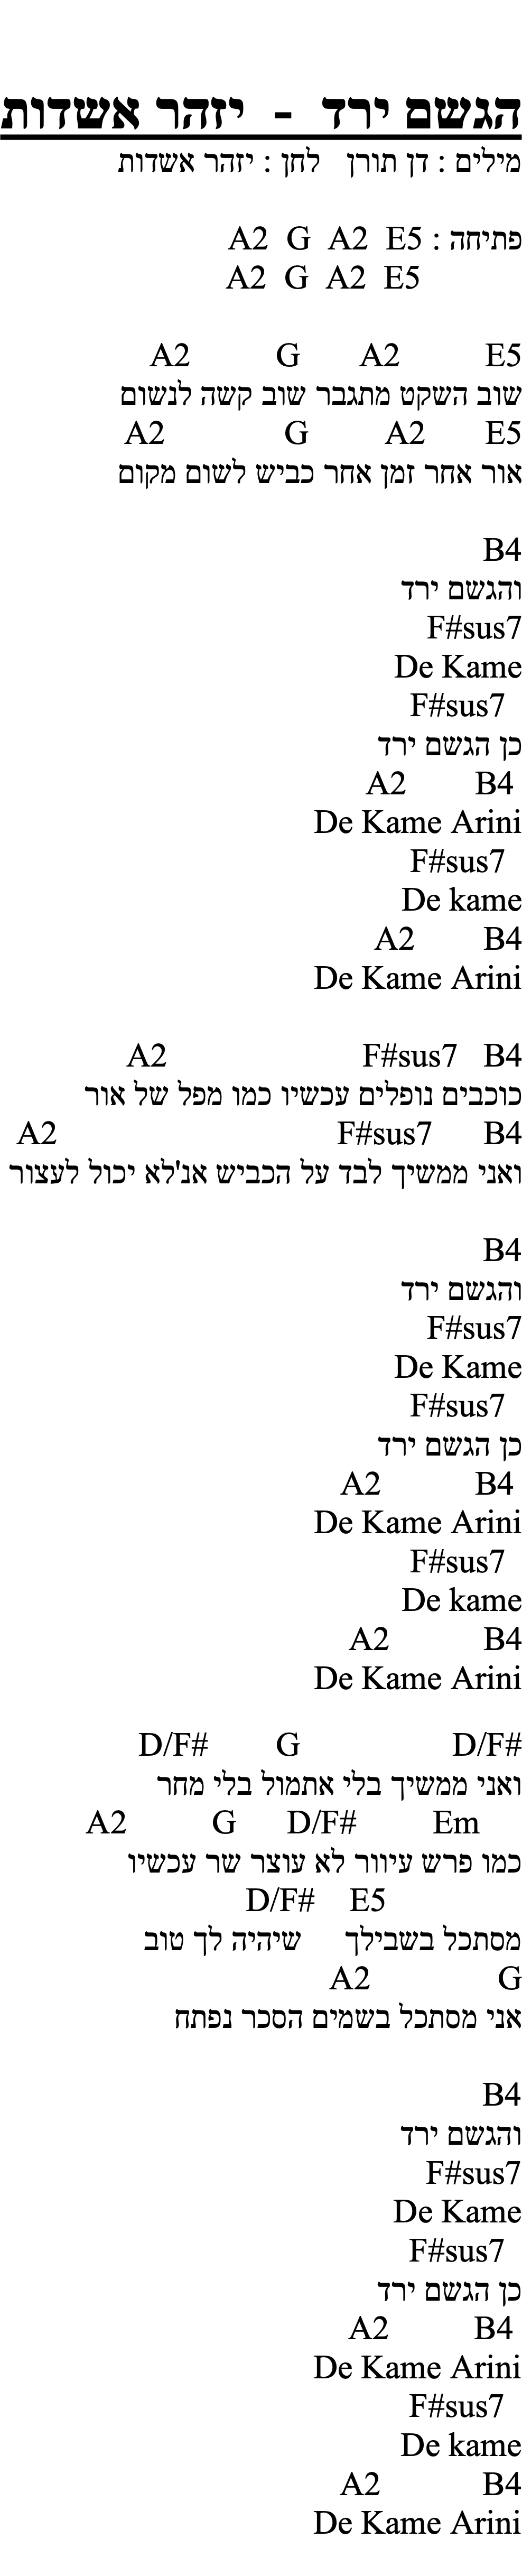 הגשם ירד - יזהר אשדות
מילים : דן תורן   לחן : יזהר אשדות
פתיחה : A2  G  A2  E5
A2  G  A2  E5
A2          G       A2          E5
שוב השקט מתגבר שוב קשה לנשום
A2              G         A2       E5
אור אחר זמן אחר כביש לשום מקום
B4
והגשם ירד
F#sus7
De Kame
F#sus7
כן הגשם ירד
A2        B4
De Kame Arini
F#sus7
De kame
A2        B4
De Kame Arini
A2                       F#sus7   B4
כוכבים נופלים עכשיו כמו מפל של אור
A2                                 F#sus7      B4
ואני ממשיך לבד על הכביש אנ'לא יכול לעצור
B4
והגשם ירד
F#sus7
De Kame
F#sus7
כן הגשם ירד
A2           B4
De Kame Arini
F#sus7
De kame
A2           B4
De Kame Arini
D/F#        G                  D/F#
ואני ממשיך בלי אתמול בלי מחר
A2          G      D/F#         Em
כמו פרש עיוור לא עוצר שר עכשיו
D/F#    E5
מסתכל בשבילך     שיהיה לך טוב
A2               G
אני מסתכל בשמים הסכר נפתח
B4
והגשם ירד
F#sus7
De Kame
F#sus7
כן הגשם ירד
A2          B4
De Kame Arini
F#sus7
De kame
A2            B4
De Kame Arini